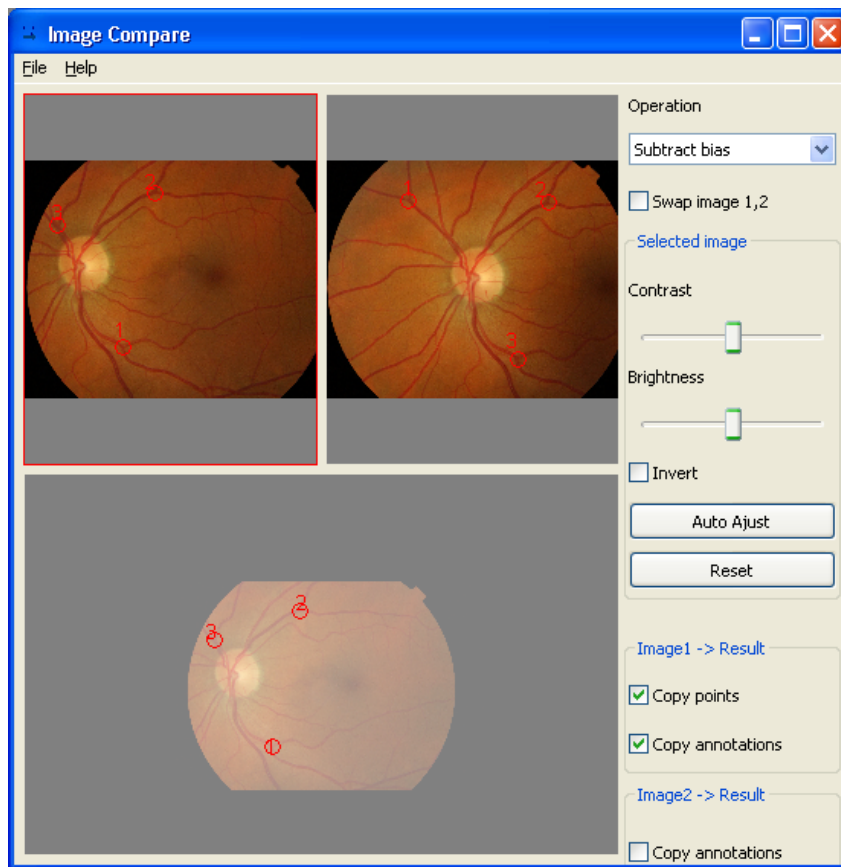 Image Compare
File Help
Operation
Subtract bias
Swap image 1,2
Selected image
Contrast
Brightness
Invert
Auto Ajust
Reset
Image1 -> Result
Copy points
Copy annotations
Image2 -> Result
Copy annotations
2
3
1
1
2
3
2
3
1